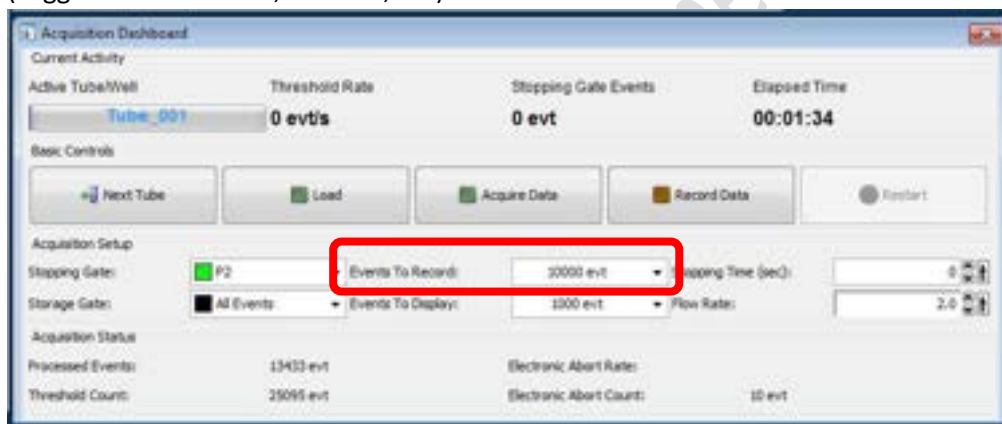 Acquisition Dashboard
Current Activity
Active Tube/Well Threshold Rate Stopping Gate Events Elapsed Time
Tube_001 0 evt/s 0 evt 00:01:34
Basic Controls
Next Tube Load Acquire Data Record Data Restart
Acquisition Setup
Stopping Gate: P2 Events To Record: 10000 evt Stopping Time (sec): 0
Storage Gate: All Events Events To Display: 1000 evt Flow Rate: 2.0
Acquisition Status
Processed Events: 13433 evt Electronic Abort Rate:
Threshold Count: 25095 evt Electronic Abort Count: 10 evt